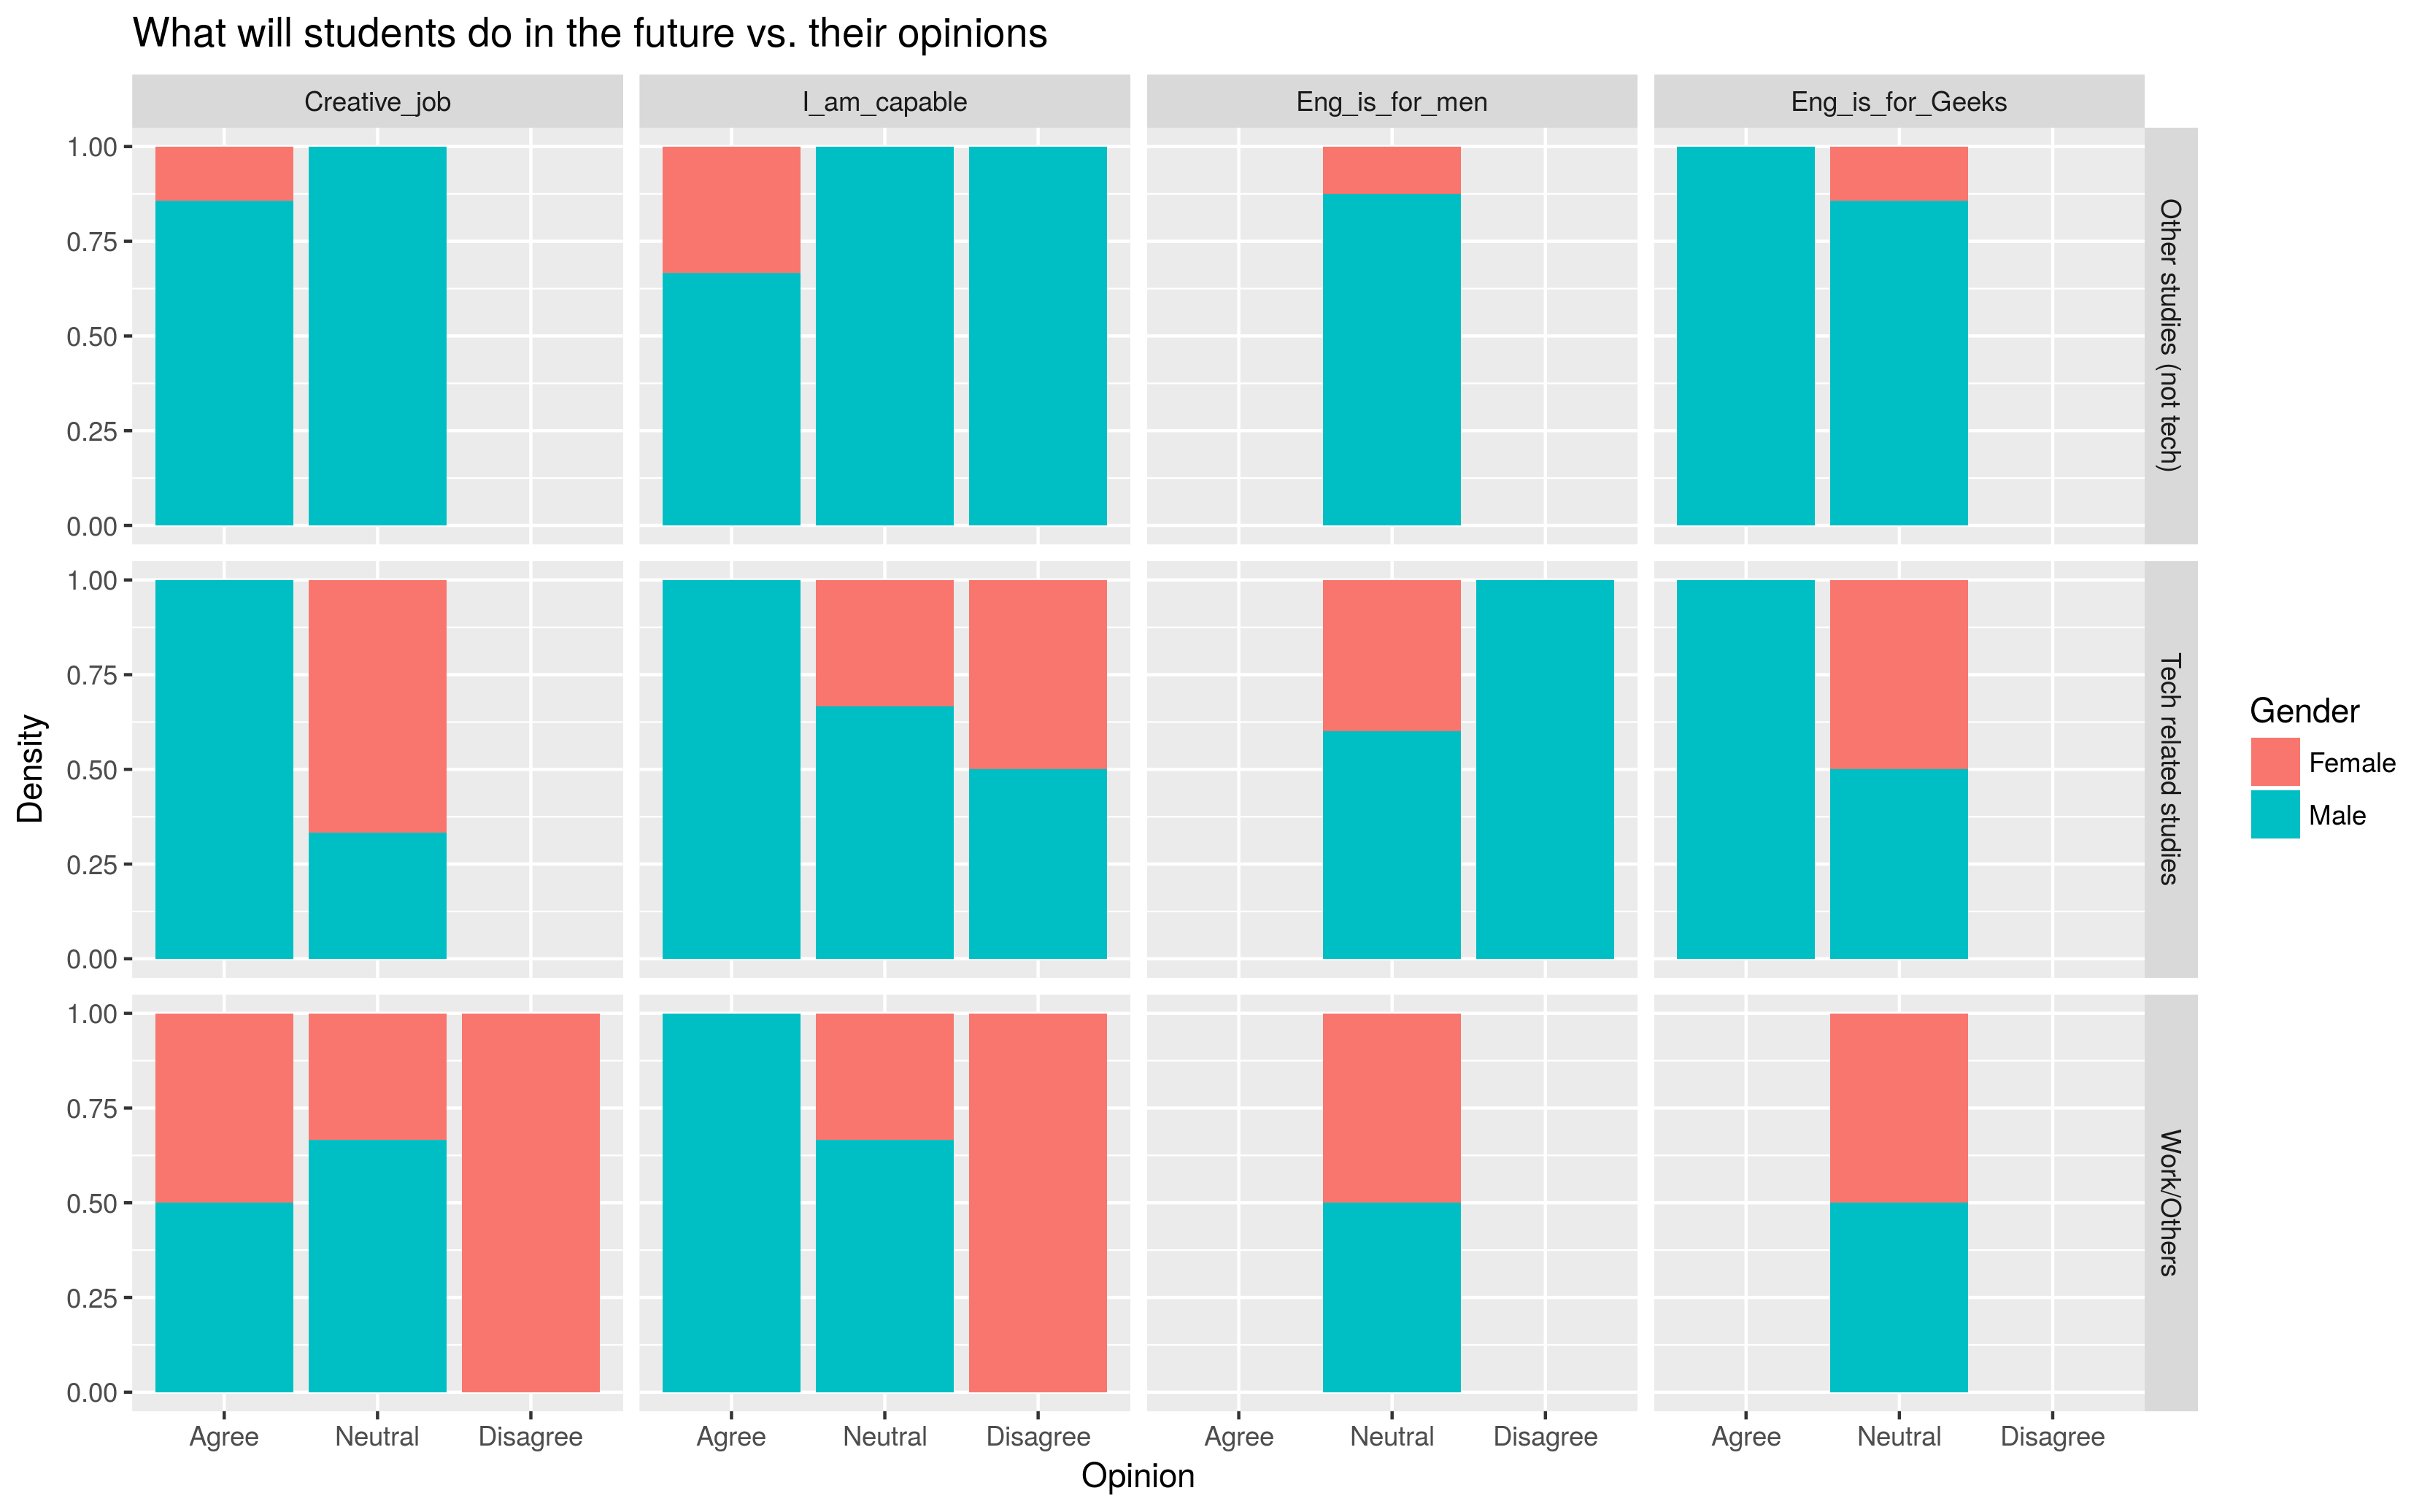 What will students do in the future vs. their opinions
Creative_job
I_am_capable
Eng_is_for_men
Eng_is_for_Geeks
1.00
0.75
0.50
0.25
0.00
Other studies (not tech)
1.00
0.75
0.50
0.25
0.00
Tech related studies
1.00
0.75
0.50
0.25
0.00
Work/Others
Density
Agree Neutral Disagree
Agree Neutral Disagree
Agree Neutral Disagree
Agree Neutral Disagree
Opinion
Gender
Female
Male